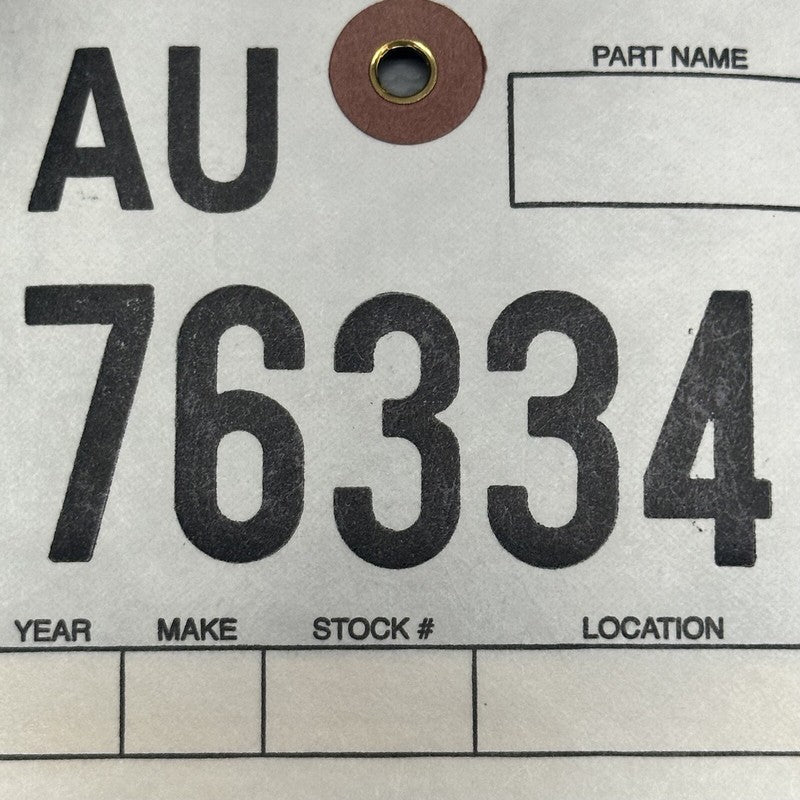 AU
PART NAME
76334
YEAR MAKE STOCK # LOCATION